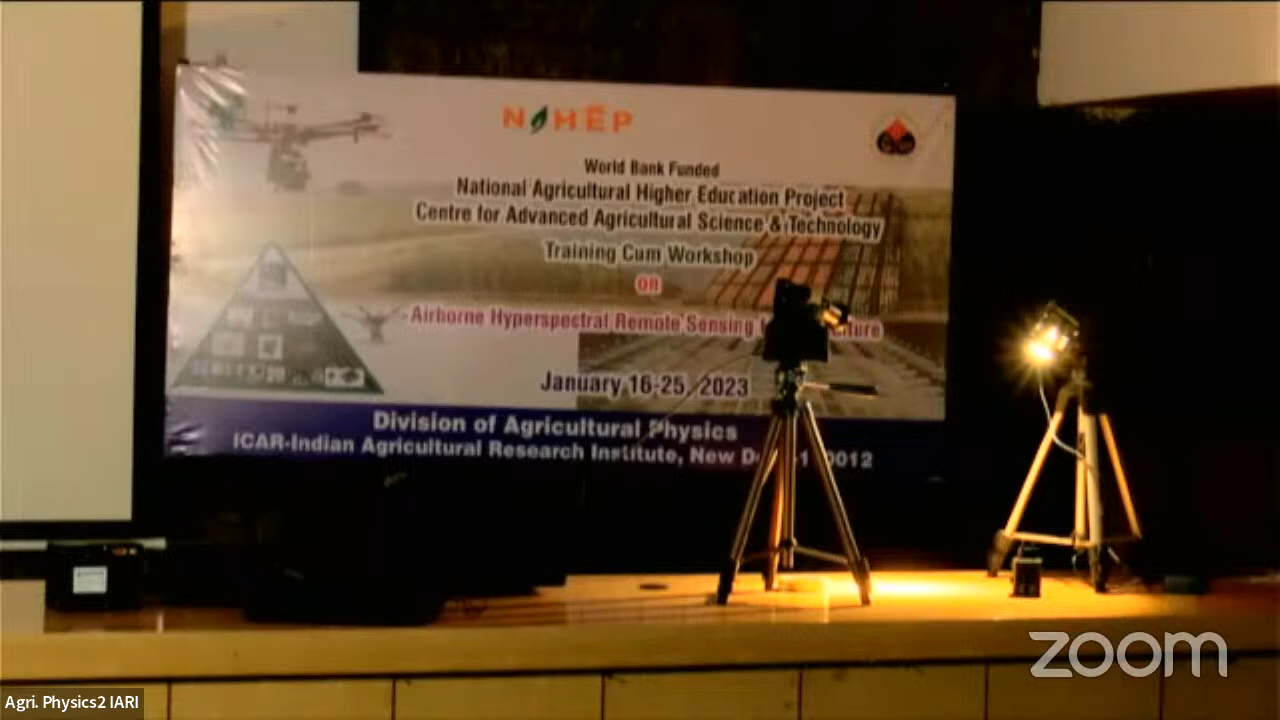 NAHEP
World Bank Funded
National Agricultural Higher Education Project
Centre for Advanced Agricultural Science & Technology
Training Cum Workshop
on
Airborne Hyperspectral Remote Sensing
January 16-25, 2023
Division of Agricultural Physics
ICAR-Indian Agricultural Research Institute, New
zoom
Agri. Physics2 IARI